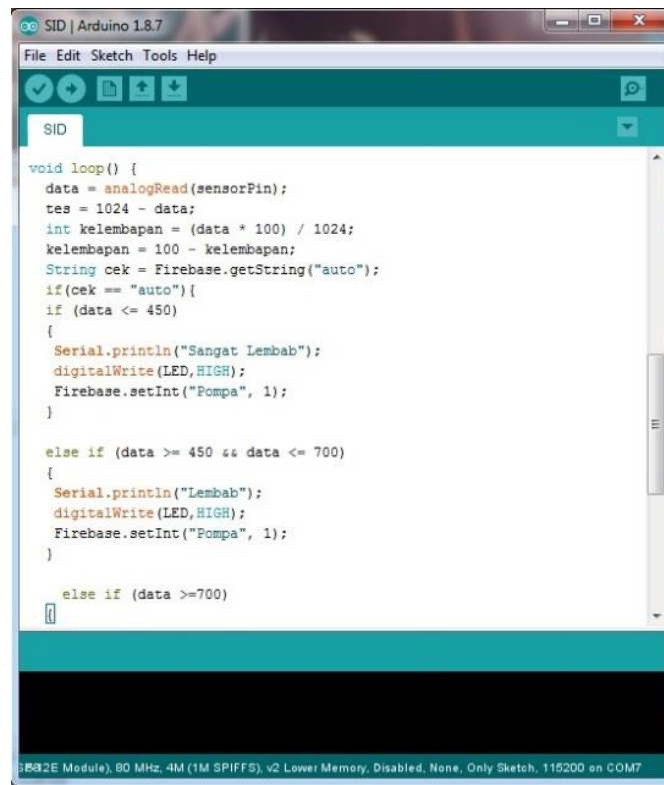 SID | Arduino 1.8.7
File Edit Sketch Tools Help
SID
void loop() {
data = analogRead(sensorPin);
tes = 1024 - data;
int kelembapan = (data * 100) / 1024;
kelembapan = 100 - kelembapan;
String cek = Firebase.getString("auto");
if(cek == "auto"){
if (data <= 450)
{
Serial.println("Sangat Lembab");
digitalWrite(LED,HIGH);
Firebase.setInt("Pompa", 1);
}
else if (data >= 450 && data <= 700)
{
Serial.println("Lembab");
digitalWrite(LED,HIGH);
Firebase.setInt("Pompa", 1);
}
else if (data >=700)
{
Module), 80 MHz, 4M (1M SPIFFS), v2 Lower Memory, Disabled, None, Only Sketch, 115200 on COM7